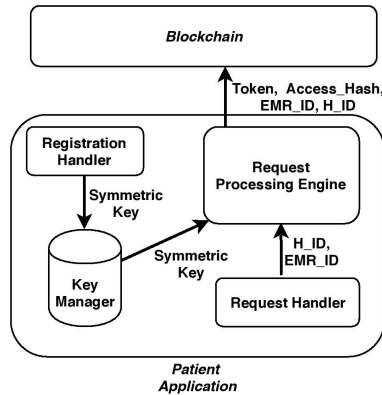 Blockchain
Token, Access_Hash,
EMR_ID, H_ID
Registration
Handler
Symmetric
Key
Request
Processing Engine
Key
Manager
Symmetric
Key
H_ID,
EMR_ID
Request Handler
Patient
Application